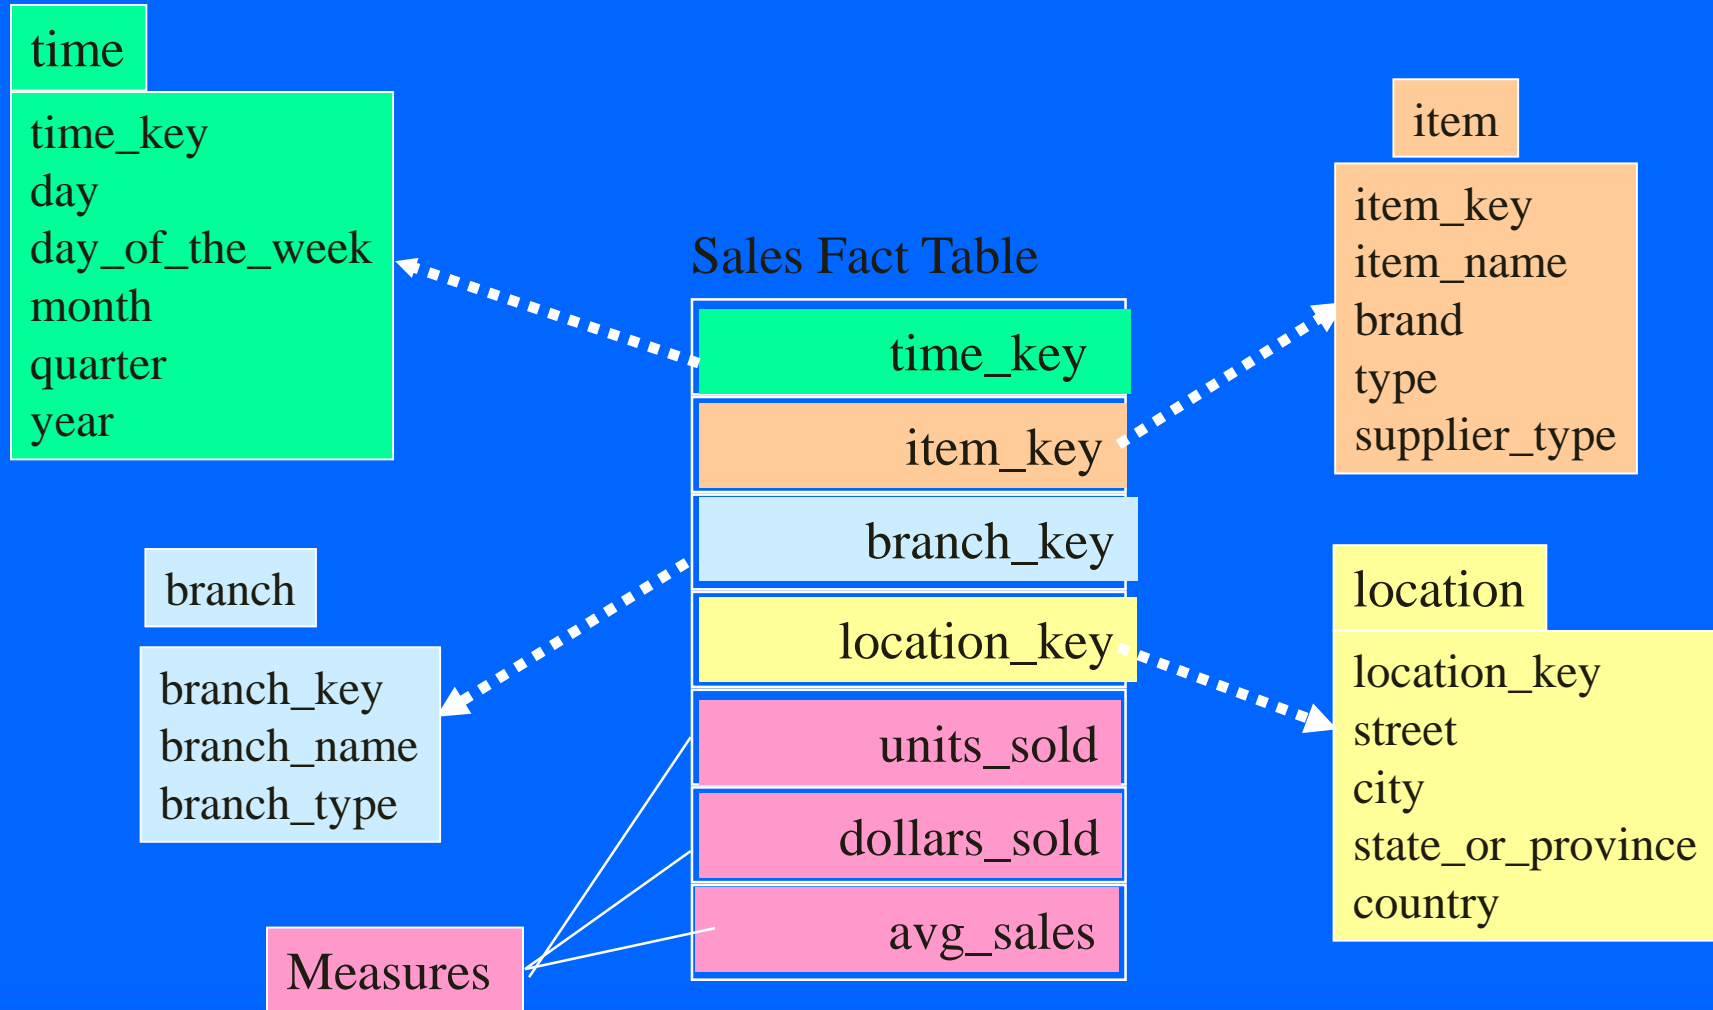 time
time_key
day
day_of_the_week
month
quarter
year
item
item_key
item_name
brand
type
supplier_type
Sales Fact Table
time_key
item_key
branch_key
location_key
units_sold
dollars_sold
avg_sales
branch
branch_key
branch_name
branch_type
location
location_key
street
city
state_or_province
country
Measures